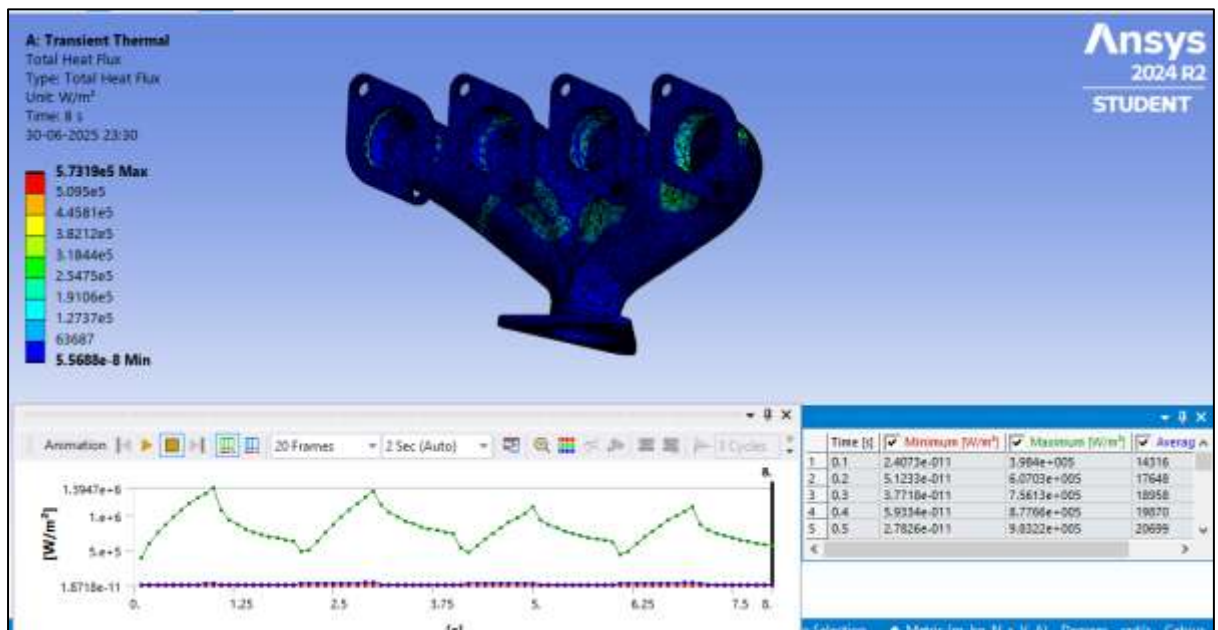 A: Transient Thermal
Total Heat Flux
Type: Total Heat Flux
Unit: W/m²
Time: 8 s
30-06-2025 23:30
5.7319e5 Max
5.095e5
4.4581e5
3.8212e5
3.1844e5
2.5475e5
1.9106e5
1.2737e5
63687
5.5688e-8 Min
Ansys
2024 R2
STUDENT
Animation 20 Frames 2 Sec (Auto) Cycles
8.
1.3947e+6
1.e+6
5.e+5
1.8718e-11
[W/m²]
0. 1.25 2.5 3.75 5. 6.25 7.5 8.
[s]
Time [s] Minimum [W/m²] Maximum [W/m²] Averag
1 0.1 2.4073e-011 3.984e+005 14316
2 0.2 5.1233e-011 6.0703e+005 17648
3 0.3 3.7718e-011 7.5613e+005 18958
4 0.4 5.9334e-011 8.7766e+005 19870
5 0.5 2.7826e-011 9.8322e+005 20699